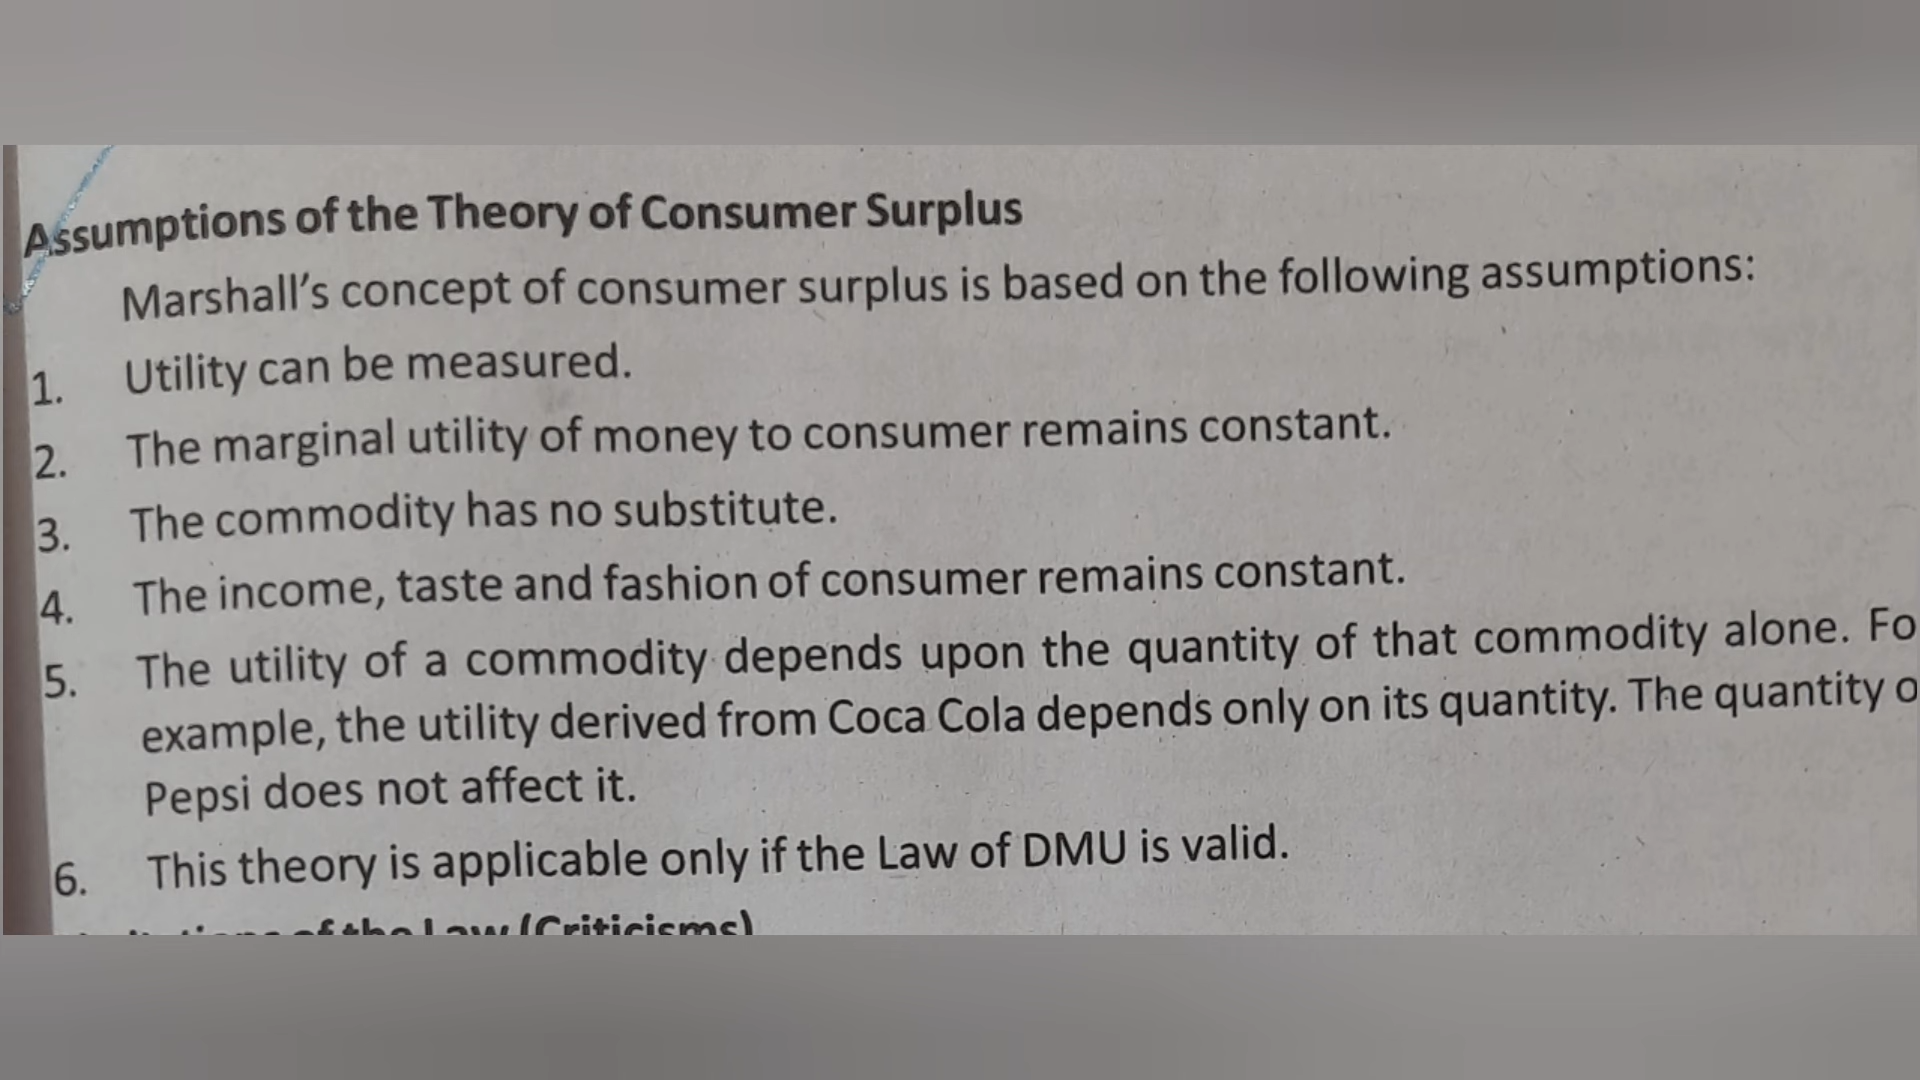 Assumptions of the Theory of Consumer Surplus
Marshall's concept of consumer surplus is based on the following assumptions:
1. Utility can be measured.
2. The marginal utility of money to consumer remains constant.
3. The commodity has no substitute.
4. The income, taste and fashion of consumer remains constant.
5. The utility of a commodity depends upon the quantity of that commodity alone. Fo
example, the utility derived from Coca Cola depends only on its quantity. The quantity o
Pepsi does not affect it.
6. This theory is applicable only if the Law of DMU is valid.
of the Law (Criticisms)